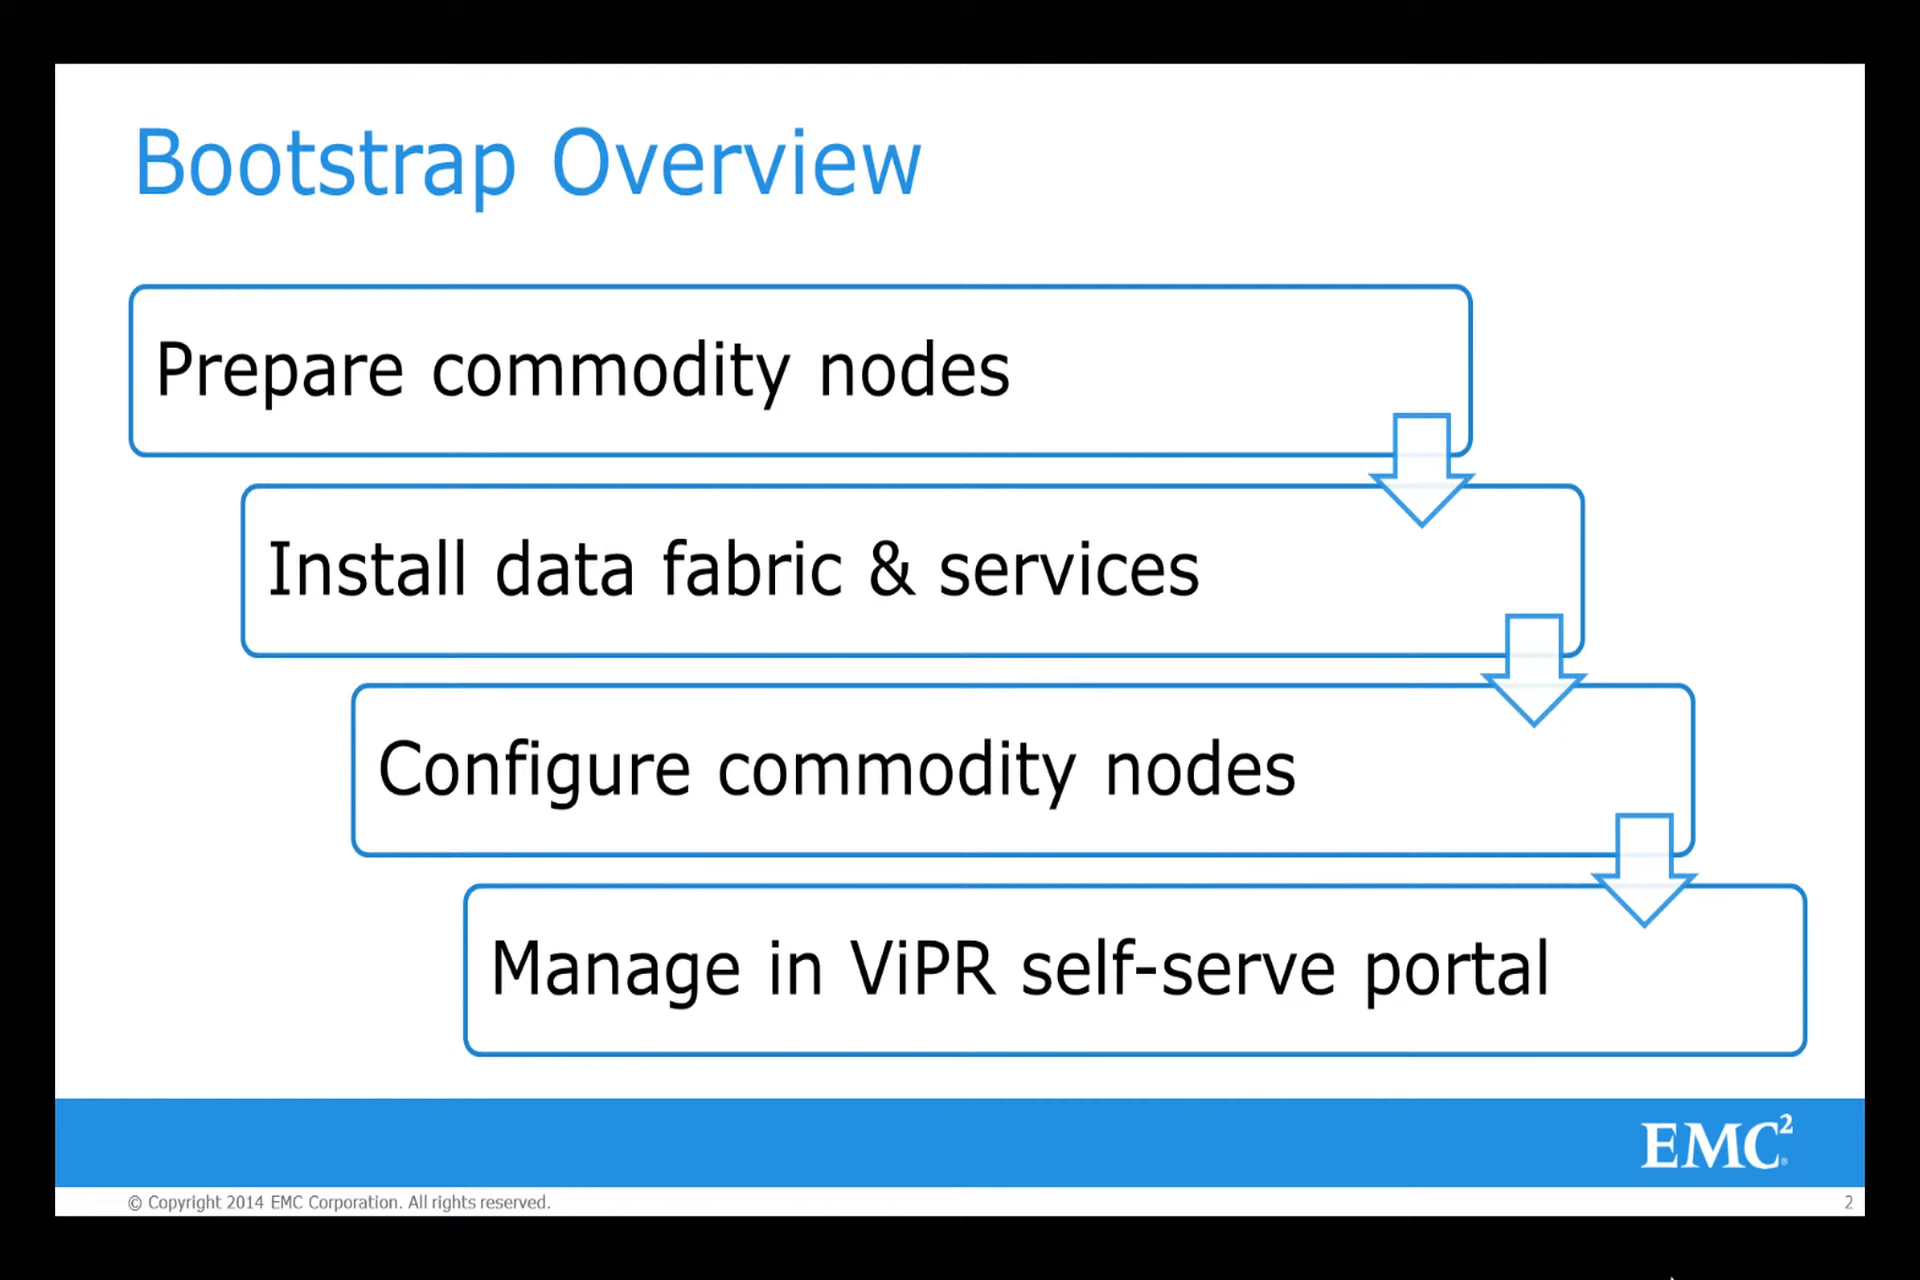 Bootstrap Overview
Prepare commodity nodes
Install data fabric & services
Configure commodity nodes
Manage in ViPR self-serve portal
EMC²®
© Copyright 2014 EMC Corporation. All rights reserved.
2